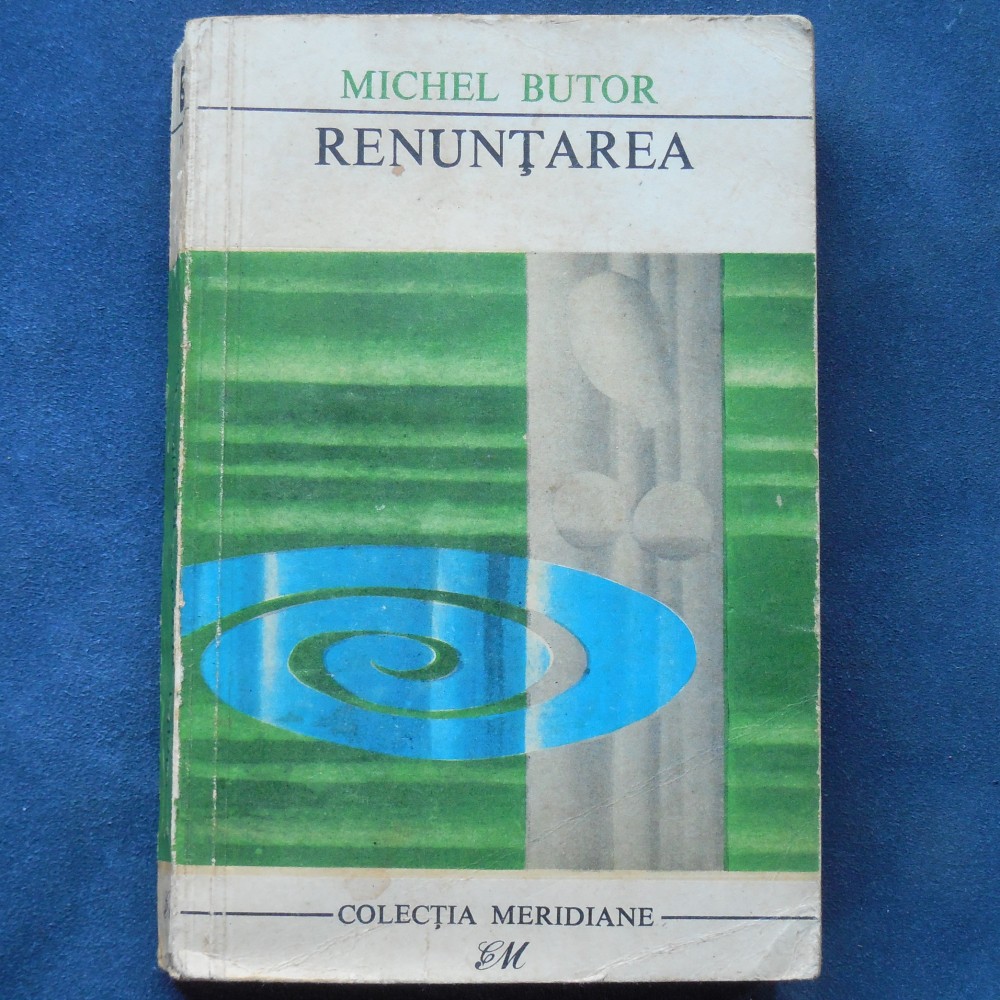 MICHEL BUTOR
RENUNȚAREA
COLECȚIA MERIDIANE
CM